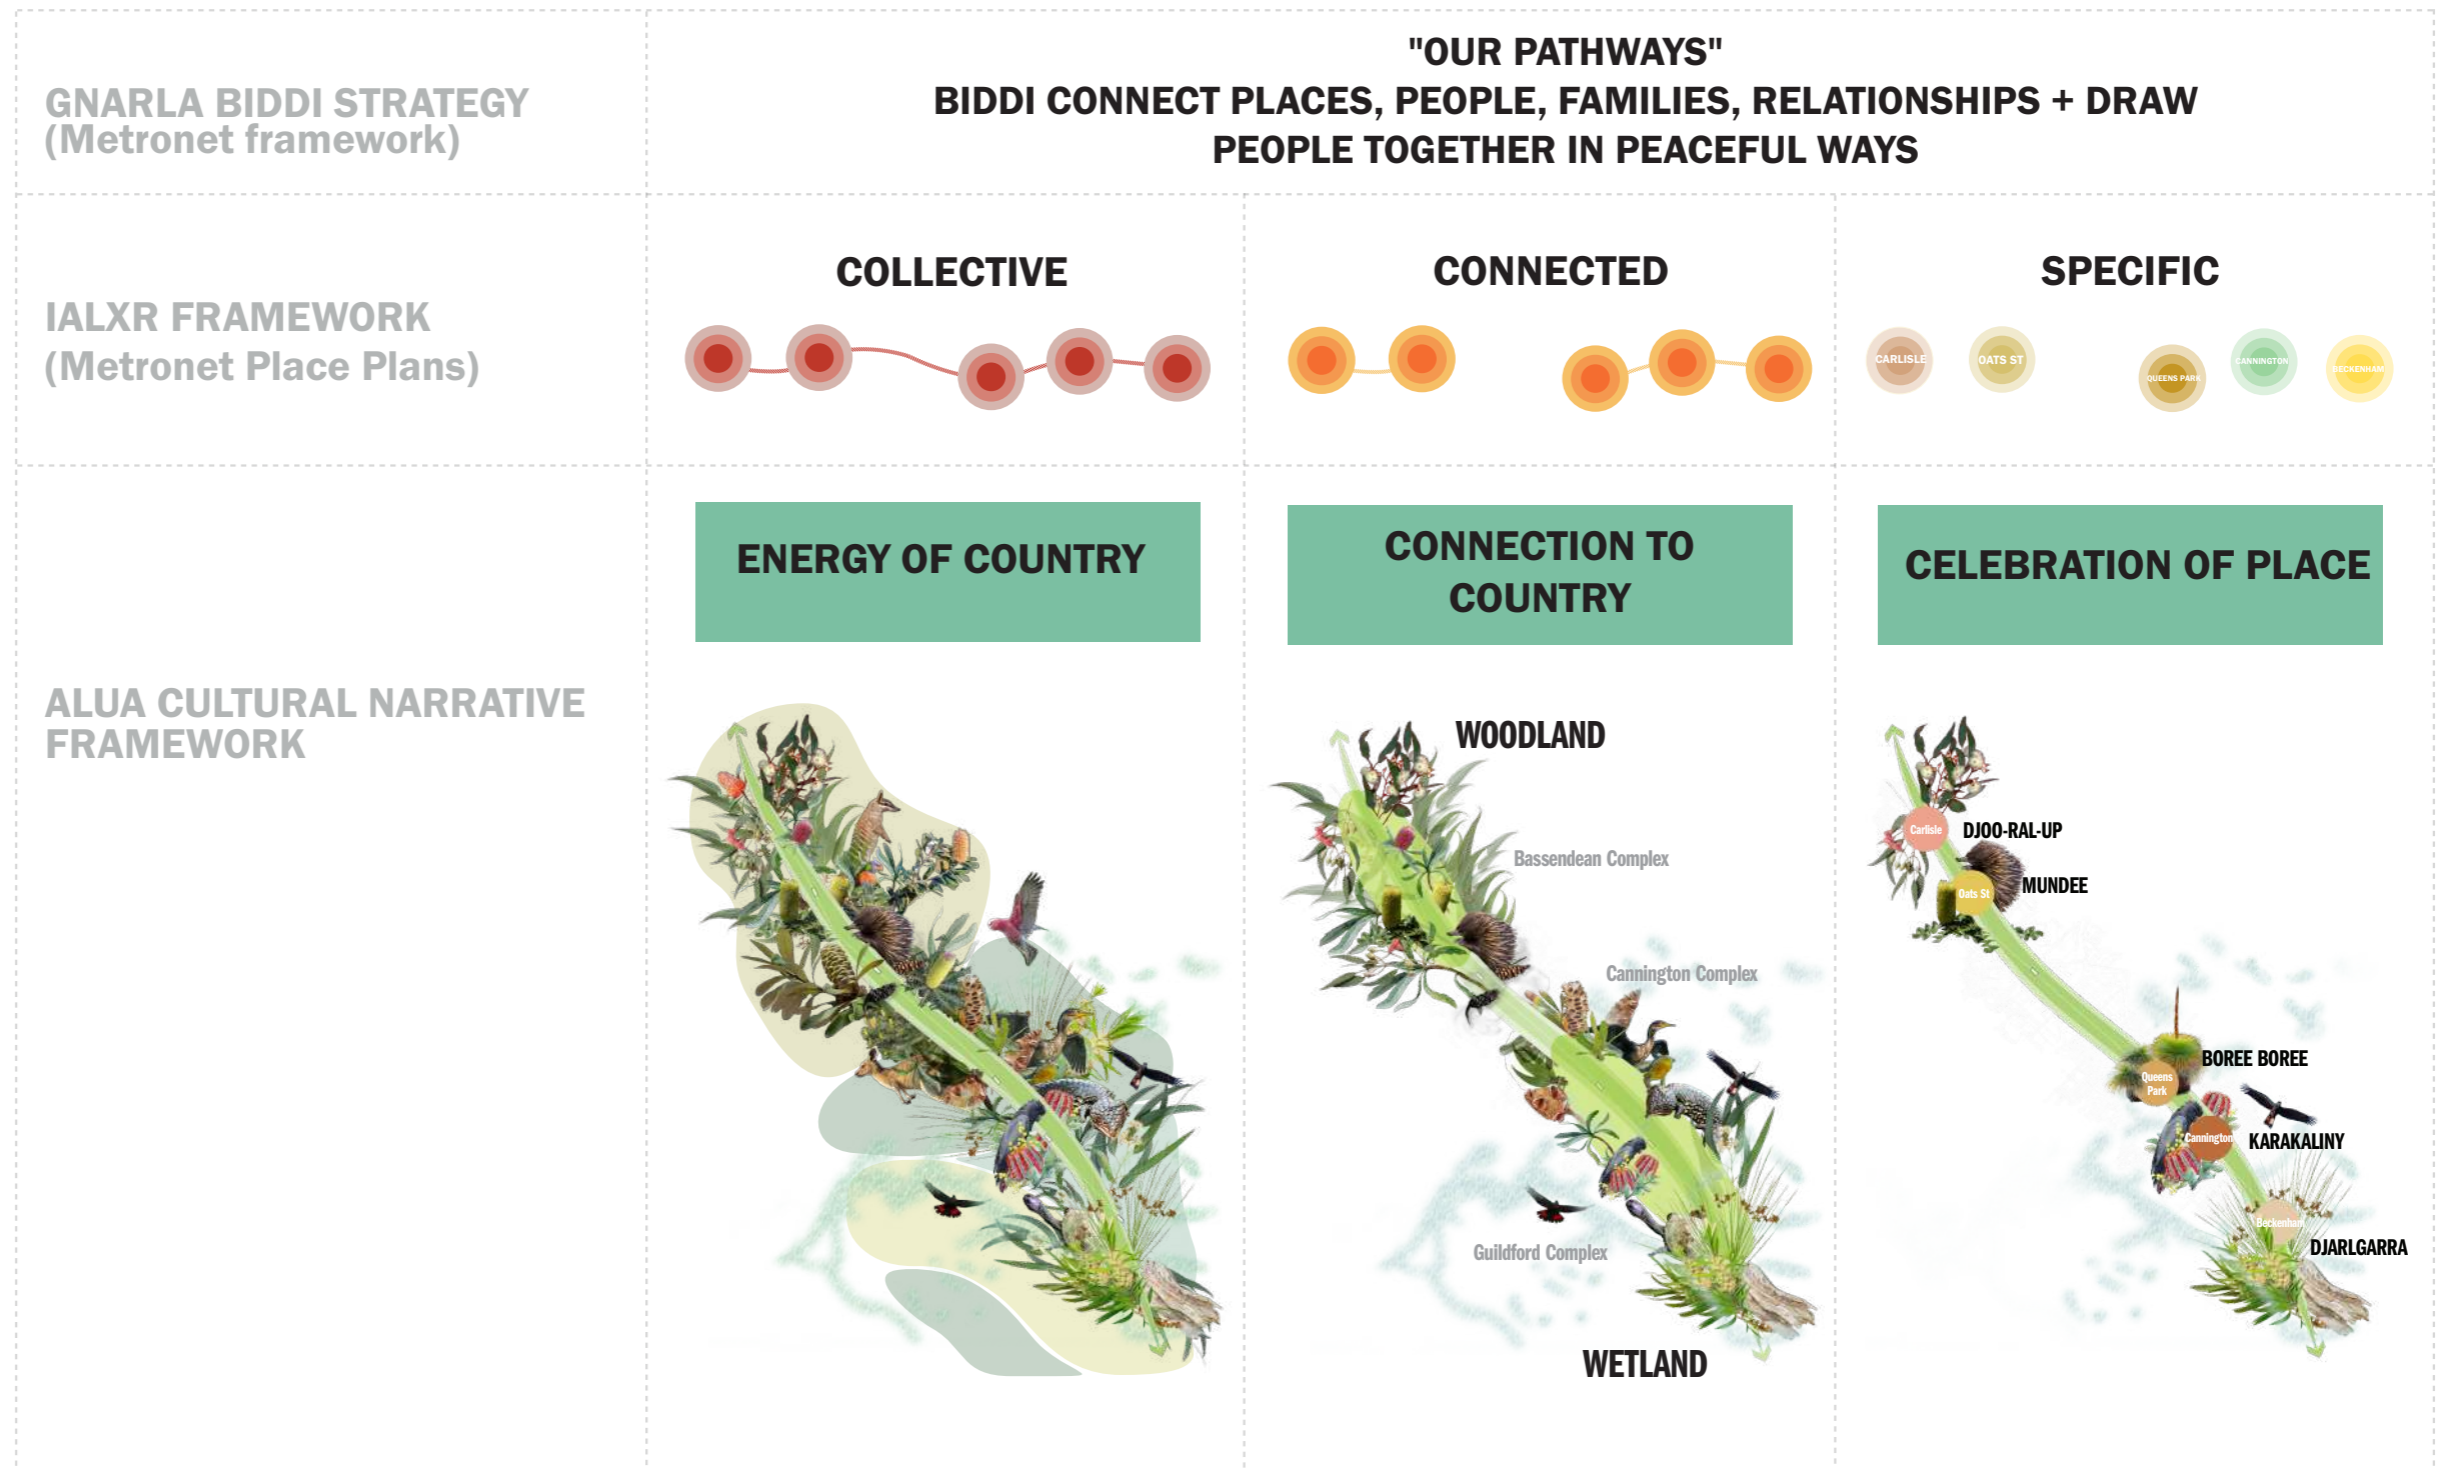 GNARLA BIDDI STRATEGY
(Metronet framework)
"OUR PATHWAYS"
BIDDI CONNECT PLACES, PEOPLE, FAMILIES, RELATIONSHIPS + DRAW
PEOPLE TOGETHER IN PEACEFUL WAYS
IALXR FRAMEWORK
(Metronet Place Plans)
COLLECTIVE
CONNECTED
SPECIFIC
CARLISLE
OATS ST
QUEENS PARK
CANNINGTON
BECKENHAM
ALUA CULTURAL NARRATIVE
FRAMEWORK
ENERGY OF COUNTRY
CONNECTION TO
COUNTRY
CELEBRATION OF PLACE
WOODLAND
Bassendean Complex
Cannington Complex
Guildford Complex
WETLAND
Carlisle
DJOO-RAL-UP
Oats St
MUNDEE
BOREE BOREE
Queens
Park
Cannington
KARAKALINY
Beckenham
DJARLGARRA